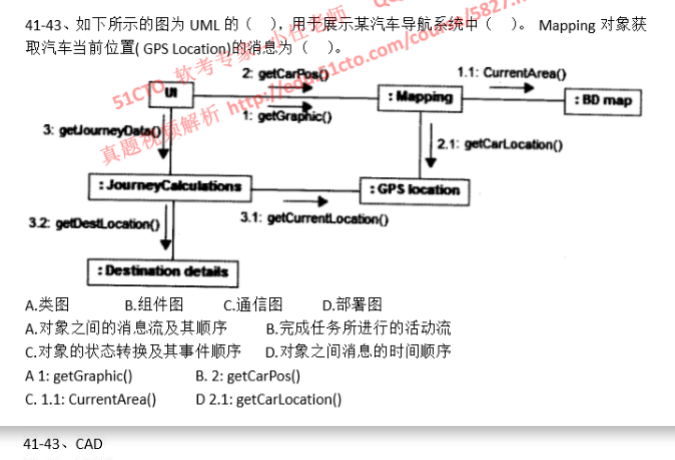 41-43、如下所示的图为 UML 的（ ），用于展示某汽车导航系统中（ ）。 Mapping 对象获
取汽车当前位置( GPS Location)的消息为（ ）。
2: getCarPos()
1.1: CurrentArea()
UI
: Mapping
: BD map
1: getGraphic()
3: getJourneyData()
2.1: getCarLocation()
: JourneyCalculations
: GPS location
3.2: getDestLocation()
3.1: getCurrentLocation()
: Destination details
A.类图 B.组件图 C.通信图 D.部署图
A.对象之间的消息流及其顺序 B.完成任务所进行的活动流
C.对象的状态转换及其事件顺序 D.对象之间消息的时间顺序
A 1: getGraphic() B. 2: getCarPos()
C. 1.1: CurrentArea() D 2.1: getCarLocation()
41-43、CAD
51CTO 软考专家
真题视频解析 http://edu.51cto.com/course/5827.